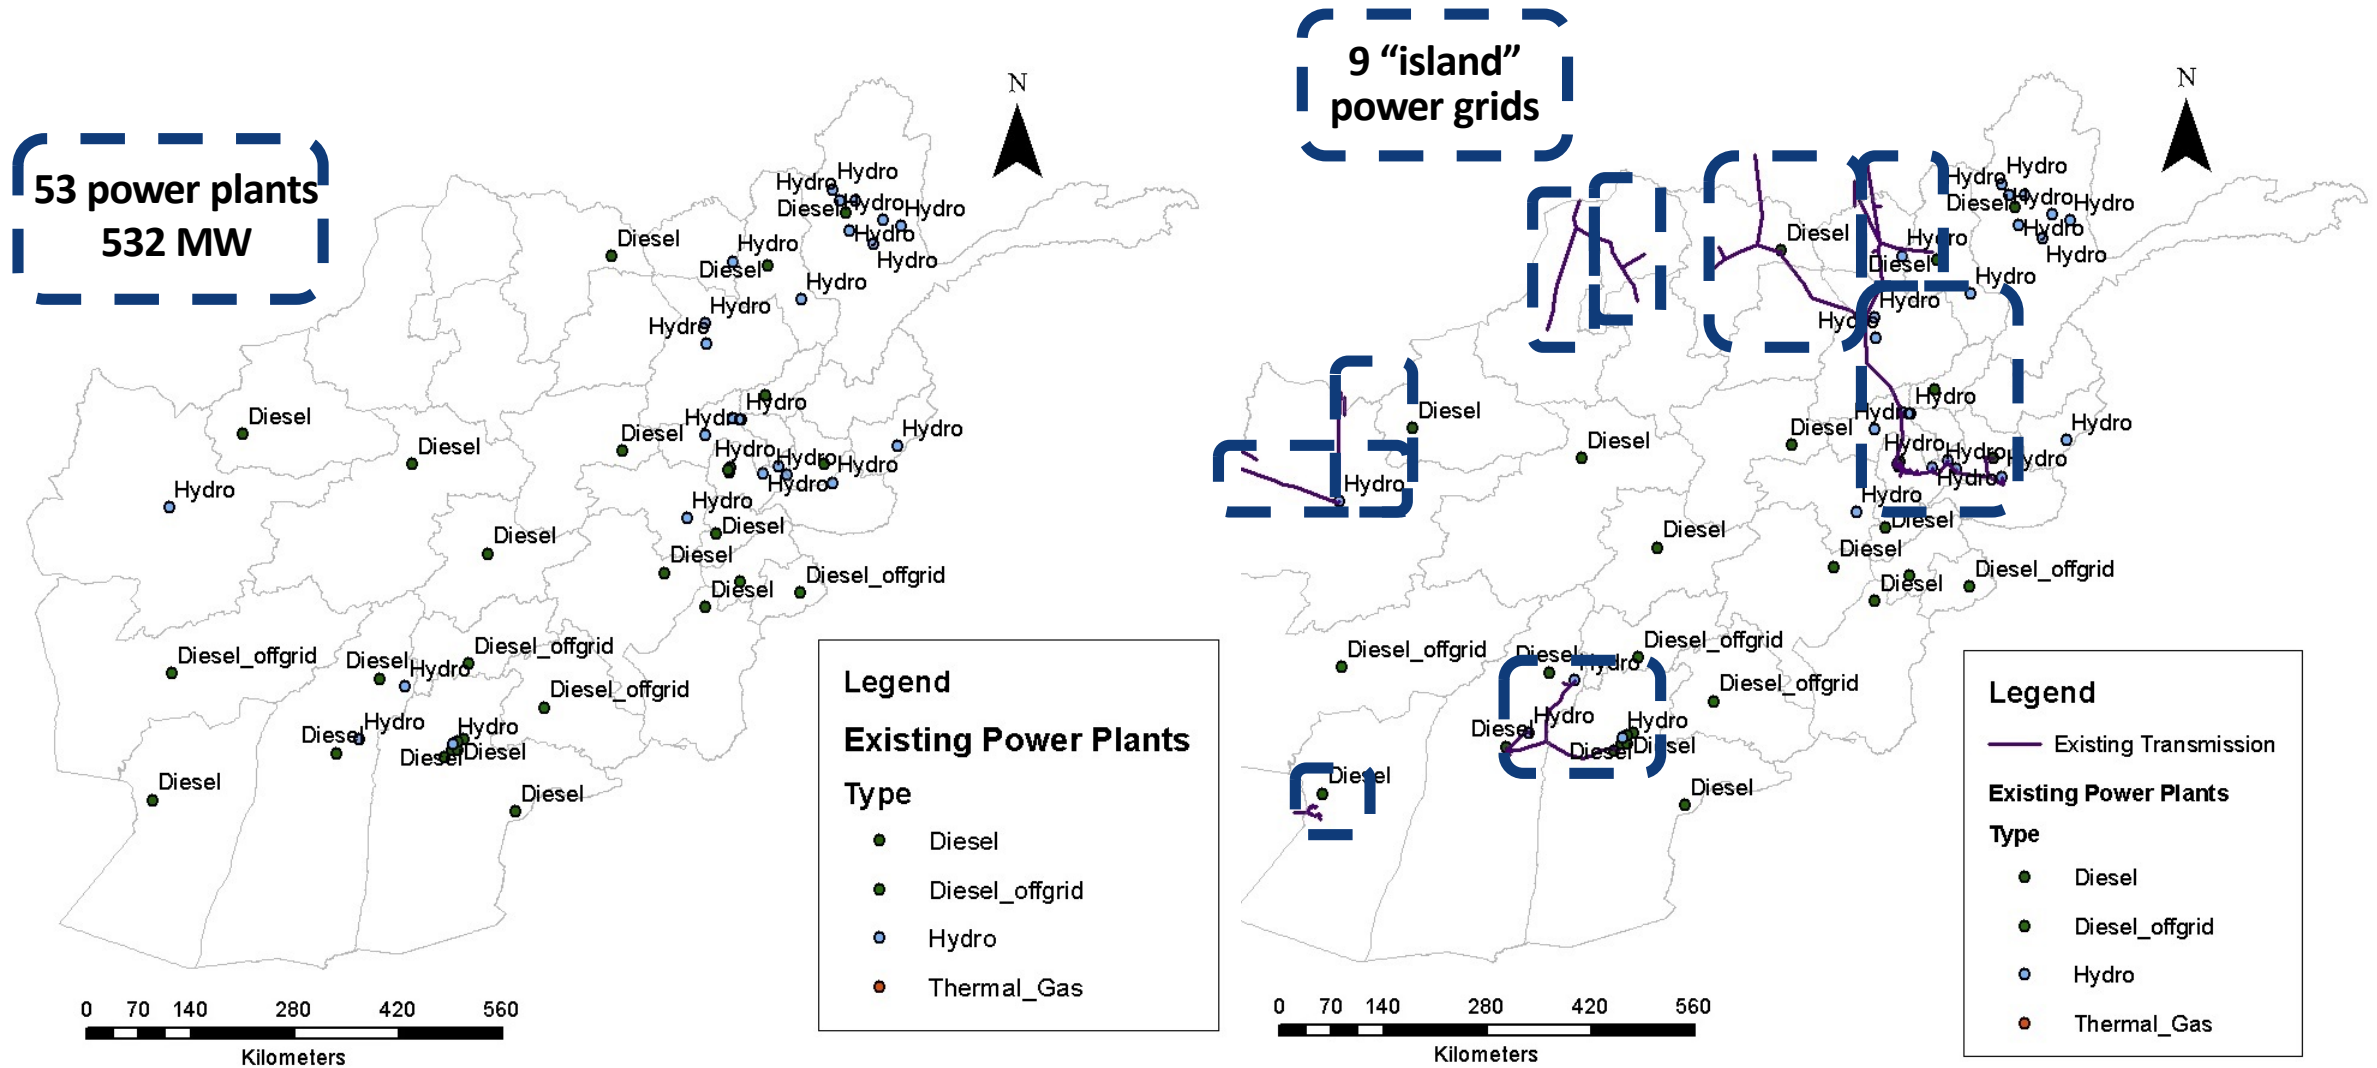 53 power plants
532 MW
N
Hydro
Hydro
Hydro
Diesel
Hydro
Hydro
Hydro
Diesel
Hydro
Diesel
Hydro
Hydro
Hydro
Hydro
Hydro
Diesel
Diesel
Diesel
Hydro
Hydro
Hydro
Hydro
Hydro
Hydro
Hydro
Diesel
Diesel
Diesel
Diesel
Diesel_offgrid
Diesel_offgrid
Diesel
Hydro
Diesel_offgrid
Diesel_offgrid
Diesel
Hydro
Hydro
Diesel
Diesel
Diesel
Diesel
Legend
Existing Power Plants
Type
Diesel
Diesel_offgrid
Hydro
Thermal_Gas
0 70 140 280 420 560
Kilometers
9 “island”
power grids
N
Hydro
Hydro
Hydro
Diesel
Hydro
Hydro
Hydro
Diesel
Hydro
Diesel
Hydro
Hydro
Hydro
Hydro
Hydro
Diesel
Diesel
Diesel
Hydro
Hydro
Hydro
Hydro
Hydro
Hydro
Hydro
Diesel
Diesel
Diesel
Diesel
Diesel_offgrid
Diesel_offgrid
Diesel
Hydro
Diesel_offgrid
Diesel_offgrid
Diesel
Hydro
Hydro
Diesel
Diesel
Diesel
Diesel
Legend
Existing Transmission
Existing Power Plants
Type
Diesel
Diesel_offgrid
Hydro
Thermal_Gas
0 70 140 280 420 560
Kilometers